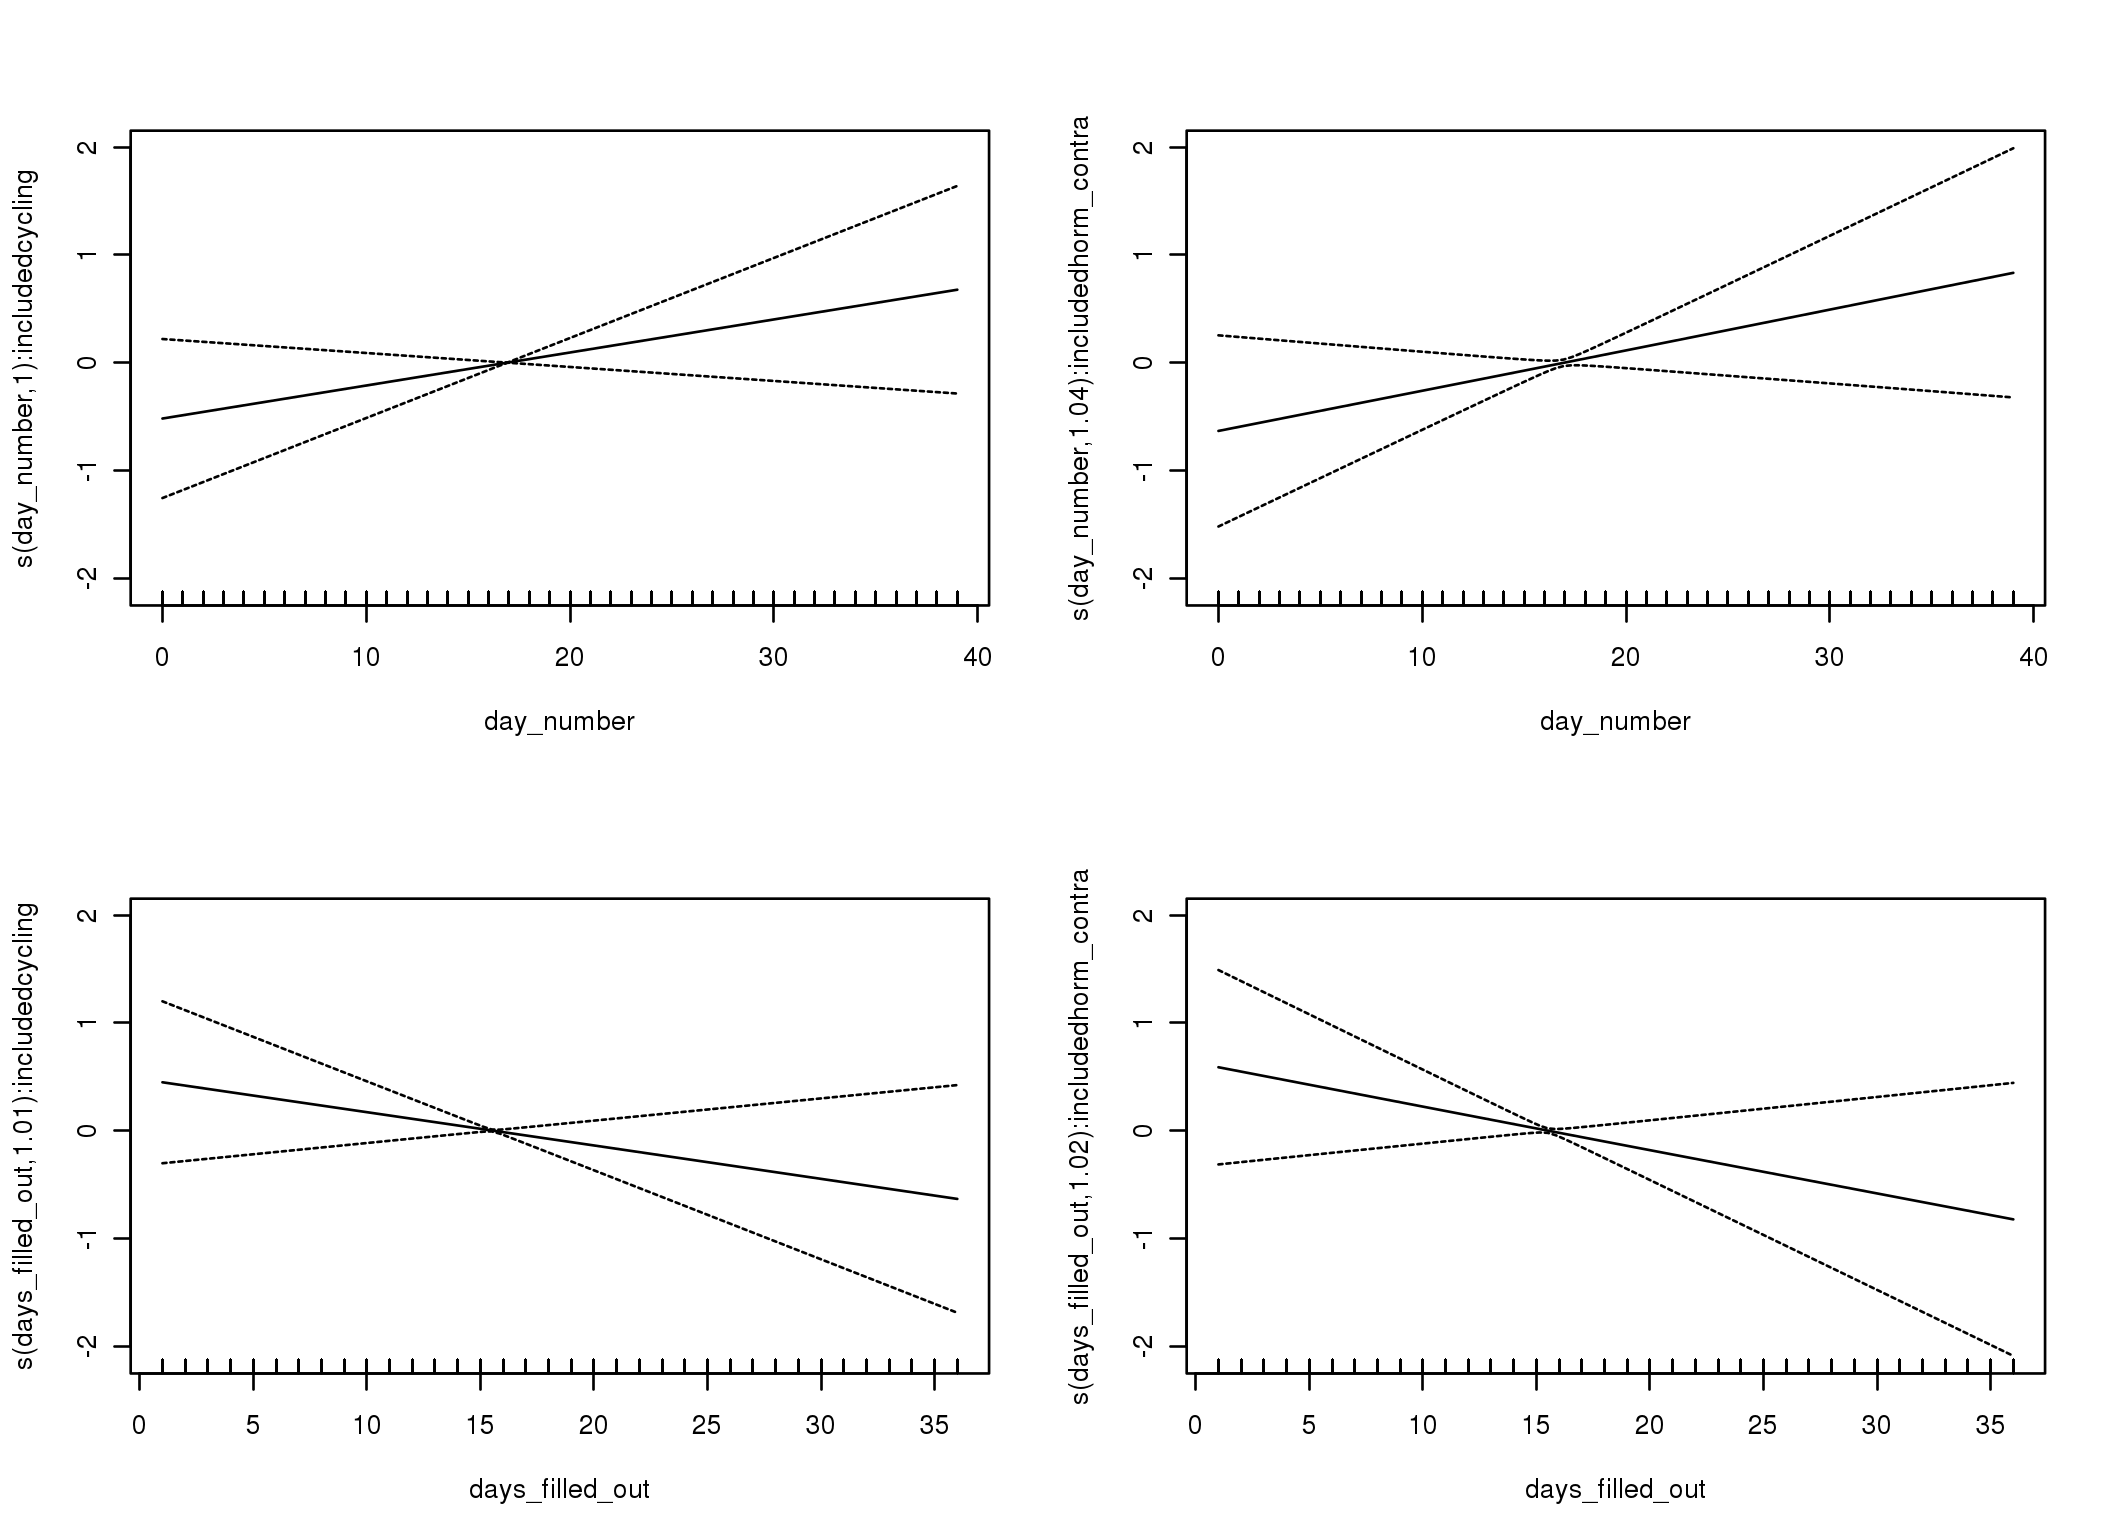 s(day_number,1):includedcycling
2
1
0
-1
-2
0 10 20 30 40
day_number
s(day_number,1.04):includedhorm_contra
2
1
0
-1
-2
0 10 20 30 40
day_number
s(days_filled_out,1.01):includedcycling
2
1
0
-1
-2
0 5 10 15 20 25 30 35
days_filled_out
s(days_filled_out,1.02):includedhorm_contra
2
1
0
-1
-2
0 5 10 15 20 25 30 35
days_filled_out